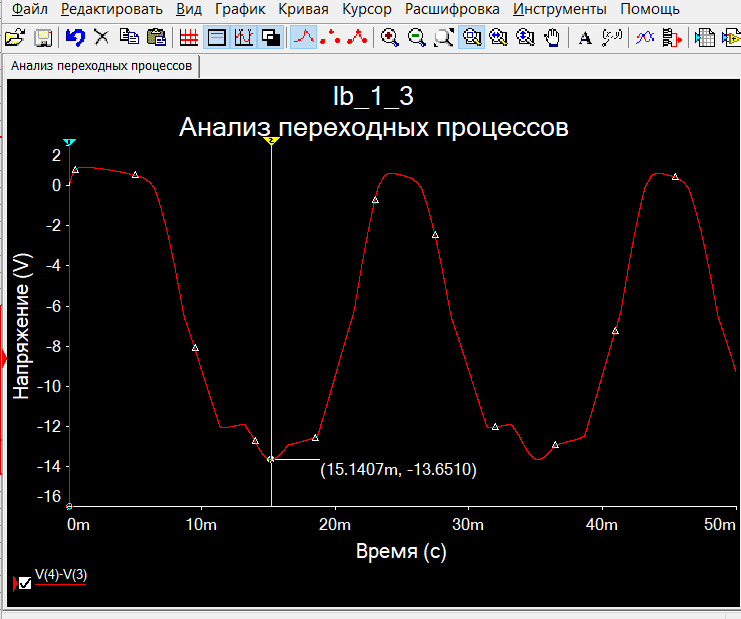 Файл Редактировать Вид График Кривая Курсор Расшифровка Инструменты Помощь
A
Анализ переходных процессов
lb_1_3
Анализ переходных процессов
1
2
2
0
-2
-4
-6
-8
-10
-12
-14
-16
Напряжение (V)
(15.1407m, -13.6510)
0m 10m 20m 30m 40m 50m
Время (с)
V(4)-V(3)